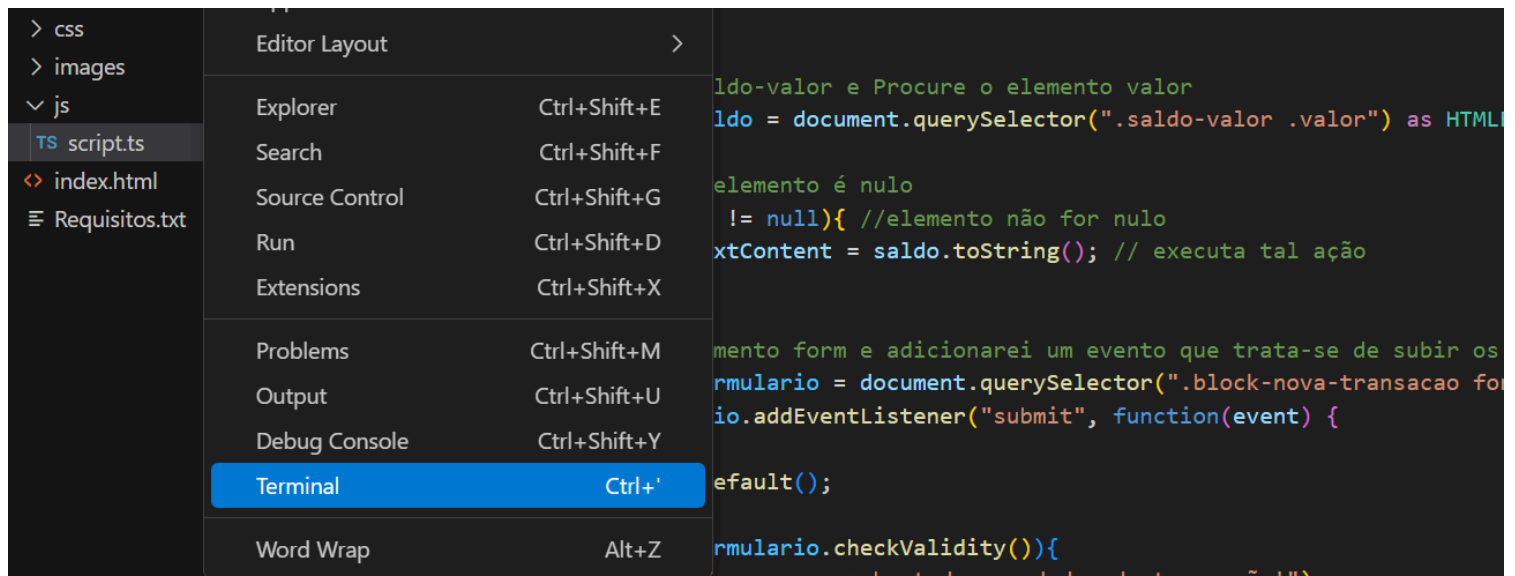 css
images
js
TS script.ts
<> index.html
Requisitos.txt
Editor Layout
Explorer Ctrl+Shift+E
Search Ctrl+Shift+F
Source Control Ctrl+Shift+G
Run Ctrl+Shift+D
Extensions Ctrl+Shift+X
Problems Ctrl+Shift+M
Output Ctrl+Shift+U
Debug Console Ctrl+Shift+Y
Terminal Ctrl+'
Word Wrap Alt+Z
ldo-valor e Procure o elemento valor
ldo = document.querySelector(".saldo-valor .valor") as HTML
elemento é nulo
!= null){ //elemento não for nulo
xtContent = saldo.toString(); // executa tal ação
mento form e adicionarei um evento que trata-se de subir os
rmulario = document.querySelector(".block-nova-transacao for
io.addEventListener("submit", function(event) {
efault();
rmulario.checkValidity()){